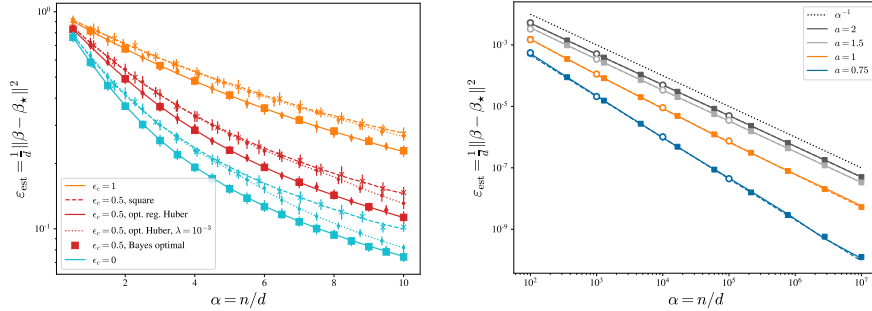 ε_est = 1/d ‖β − β⋆‖²
10⁰
10⁻¹
2
4
6
8
10
α = n/d
ϵ_c = 1
ϵ_c = 0.5, square
ϵ_c = 0.5, opt. reg. Huber
ϵ_c = 0.5, opt. Huber, λ = 10⁻³
ϵ_c = 0.5, Bayes optimal
ϵ_c = 0
ε_est = 1/d ‖β − β⋆‖²
10⁻³
10⁻⁵
10⁻⁷
10⁻⁹
10²
10³
10⁴
10⁵
10⁶
10⁷
α = n/d
α⁻¹
a = 2
a = 1.5
a = 1
a = 0.75